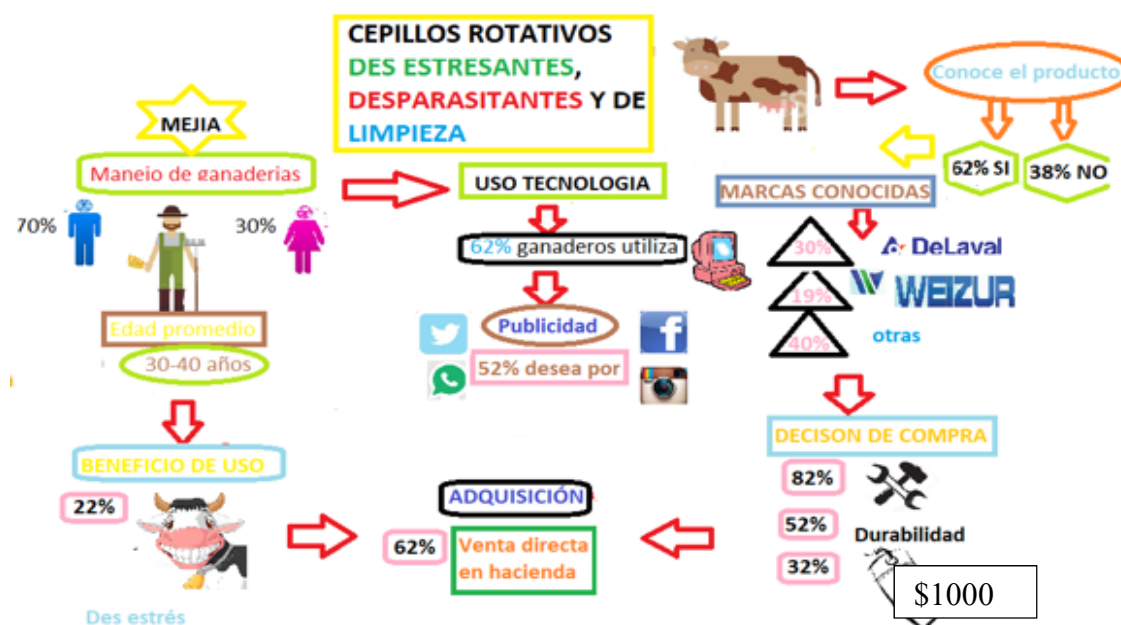 CEPILLOS ROTATIVOS
DES ESTRESANTES,
DESPARASITANTES Y DE
LIMPIEZA
Conoce el producto
62% SI
38% NO
MEJIA
Manejo de ganaderias
70%
30%
Edad promedio
30-40 años
USO TECNOLOGIA
62% ganaderos utiliza
Publicidad
52% desea por
MARCAS CONOCIDAS
30%
DeLaval
19%
WEIZUR
40%
otras
BENEFICIO DE USO
22%
Des estrés
ADQUISICIÓN
62%
Venta directa
en hacienda
DECISON DE COMPRA
82%
52%
Durabilidad
32%
$1000